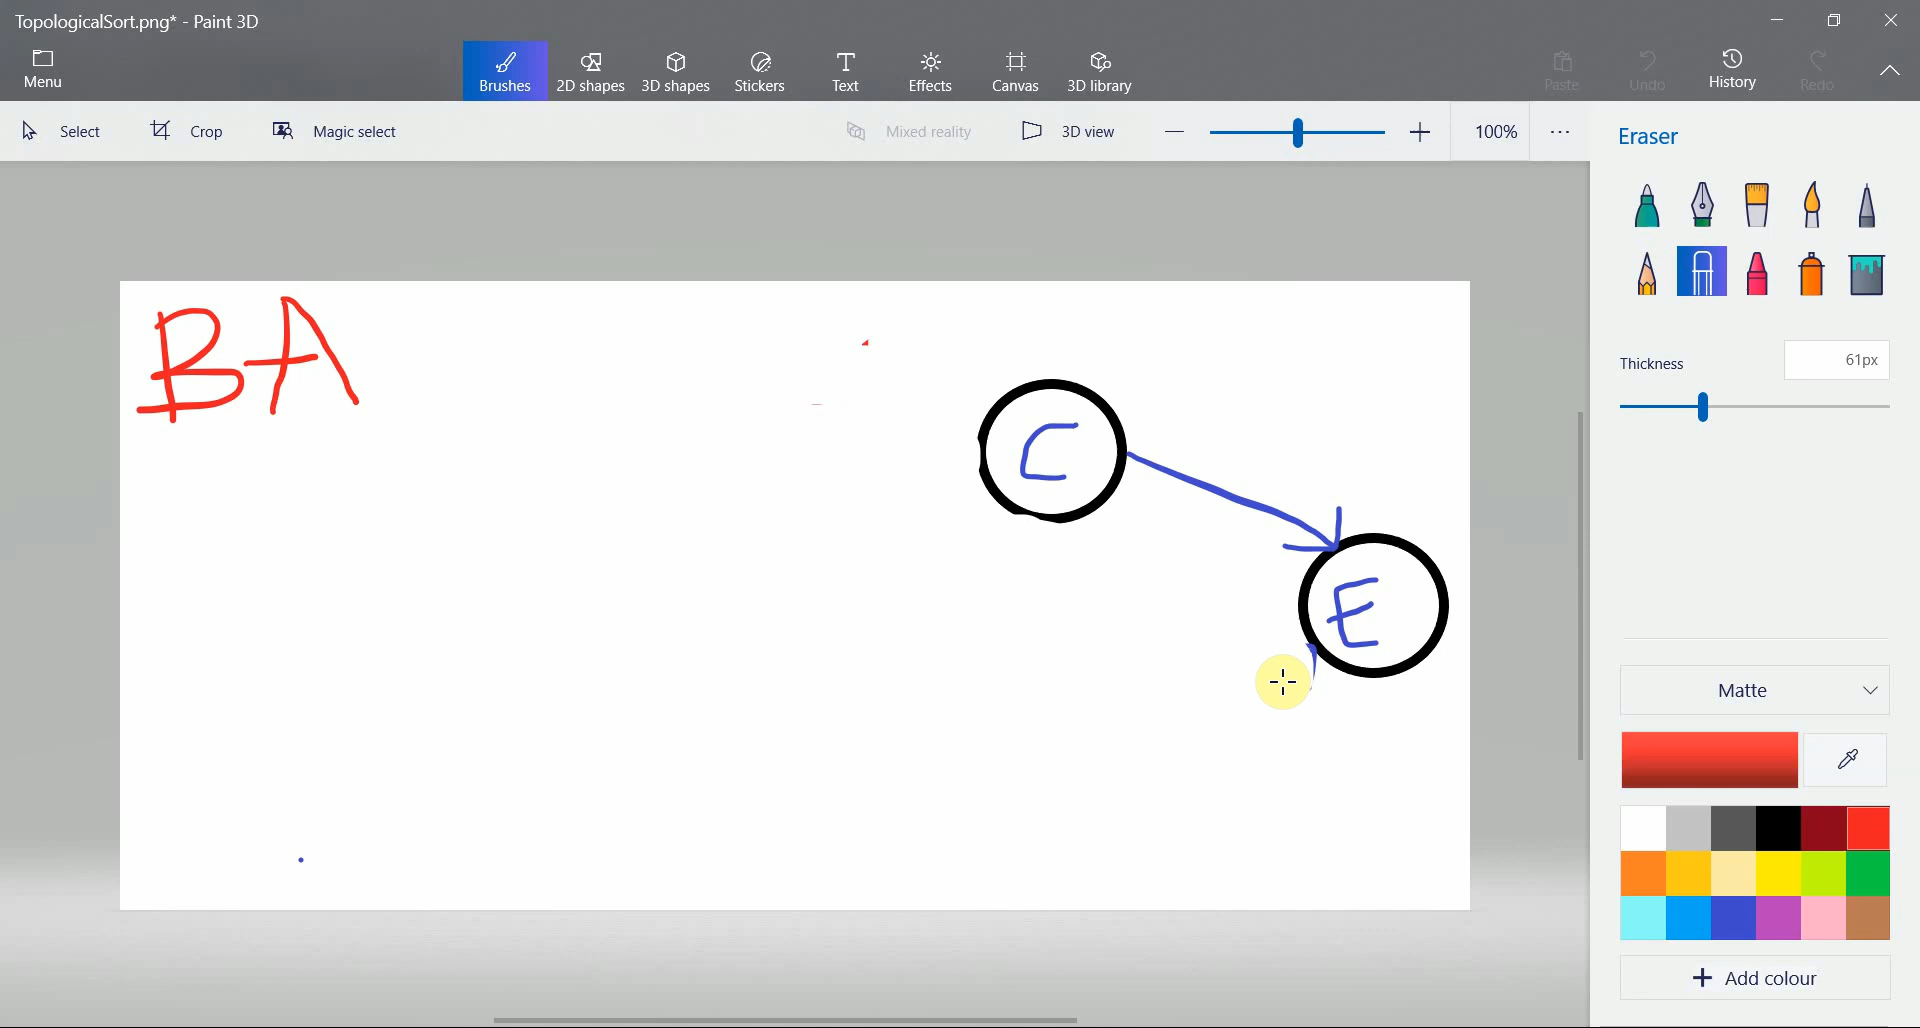 TopologicalSort.png* - Paint 3D
Menu
Brushes
2D shapes
3D shapes
Stickers
Text
Effects
Canvas
3D library
Paste
Undo
History
Redo
Select
Crop
Magic select
Mixed reality
3D view
100%
Eraser
Thickness
61px
BA
C
E
Matte
Add colour